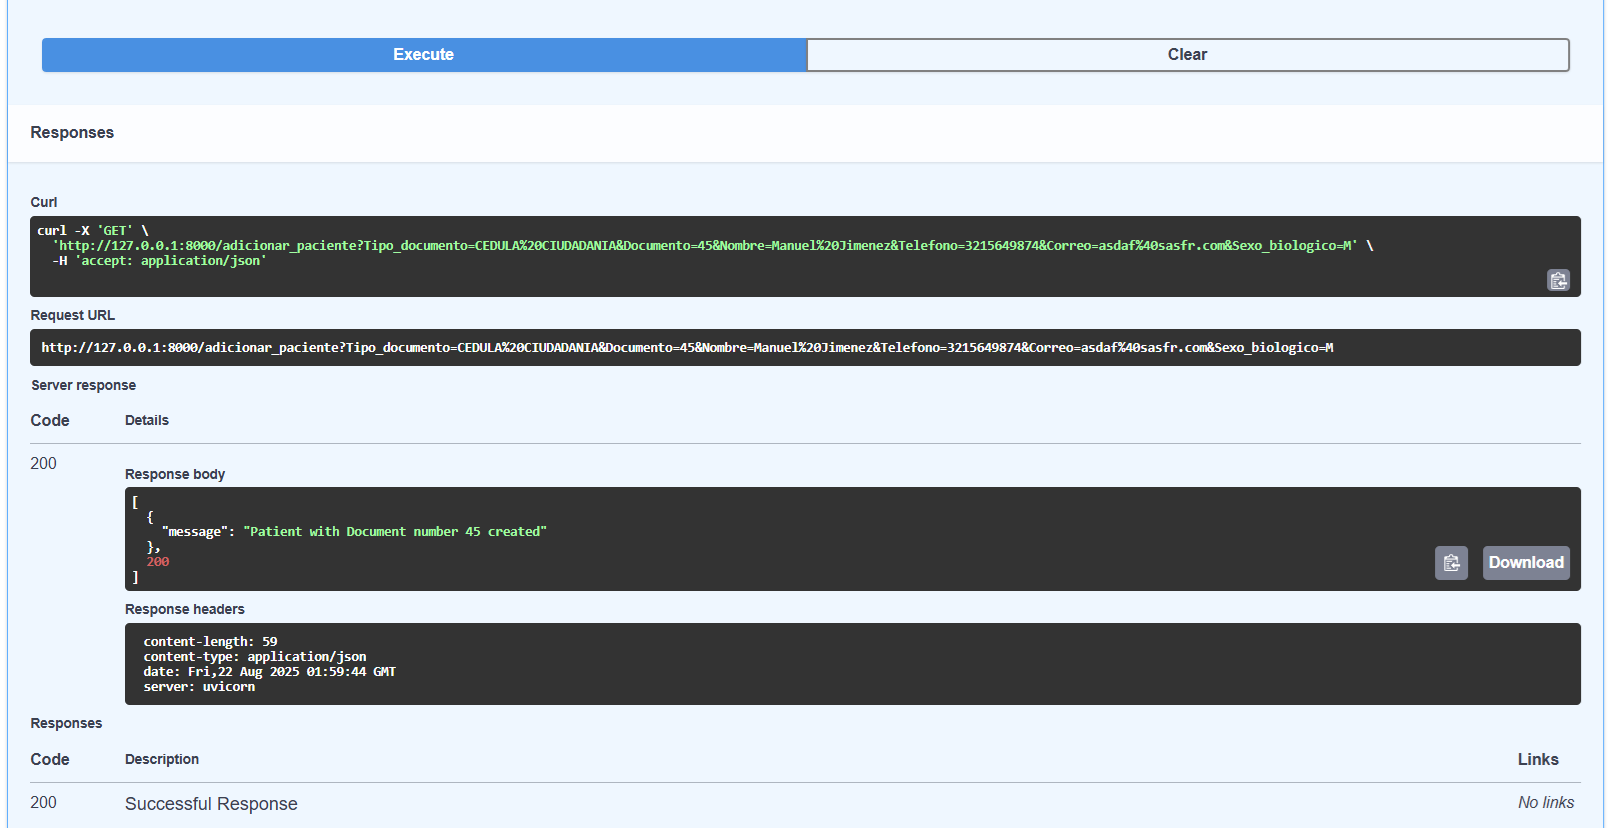 Execute
Clear
Responses
Curl
curl -X 'GET' \
'http://127.0.0.1:8000/adicionar_paciente?Tipo_documento=CEDULA%20CIUDADANIA&Documento=45&Nombre=Manuel%20Jimenez&Telefono=3215649874&Correo=asdaf%40sasfr.com&Sexo_biologico=M' \
-H 'accept: application/json'
Request URL
http://127.0.0.1:8000/adicionar_paciente?Tipo_documento=CEDULA%20CIUDADANIA&Documento=45&Nombre=Manuel%20Jimenez&Telefono=3215649874&Correo=asdaf%40sasfr.com&Sexo_biologico=M
Server response
Code Details
200
Response body
[
{
"message": "Patient with Document number 45 created"
},
200
]
Download
Response headers
content-length: 59
content-type: application/json
date: Fri,22 Aug 2025 01:59:44 GMT
server: uvicorn
Responses
Code Description Links
200 Successful Response No links